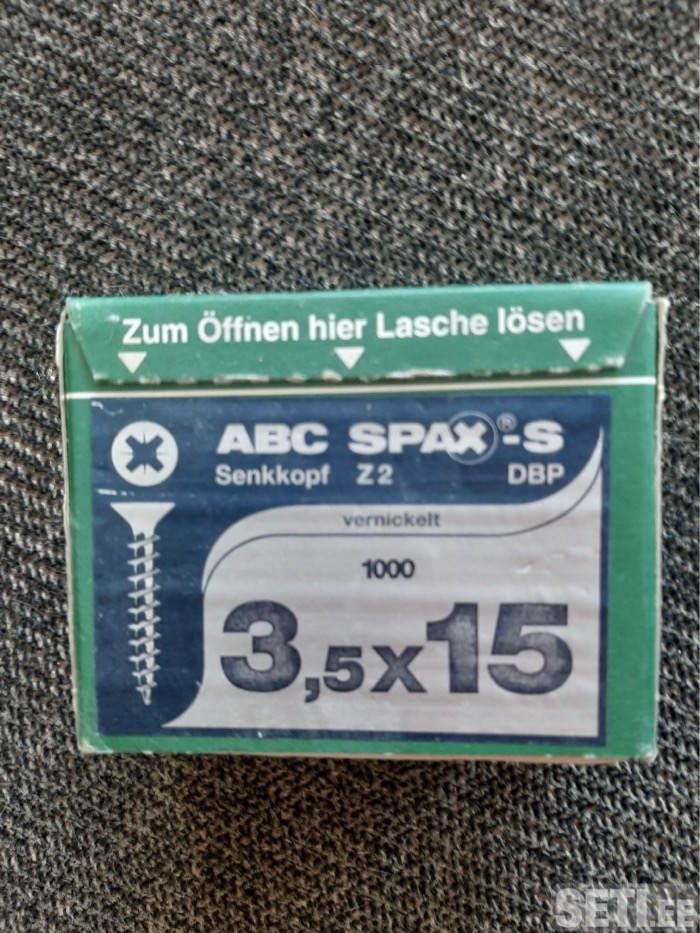 Zum Öffnen hier Lasche lösen
ABC SPAX®-S
Senkkopf Z2 DBP
vernickelt
1000
3,5x15
SETI.EE